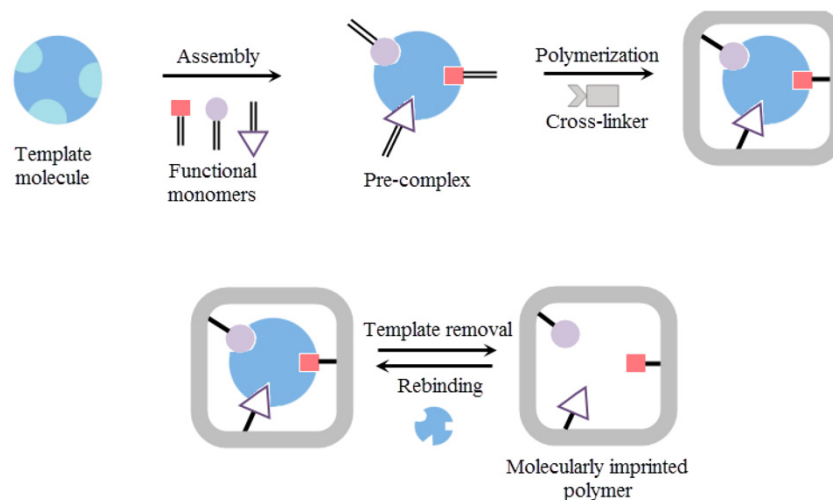 Assembly
Template
molecule
Functional
monomers
Pre-complex
Polymerization
Cross-linker
Template removal
Rebinding
Molecularly imprinted
polymer